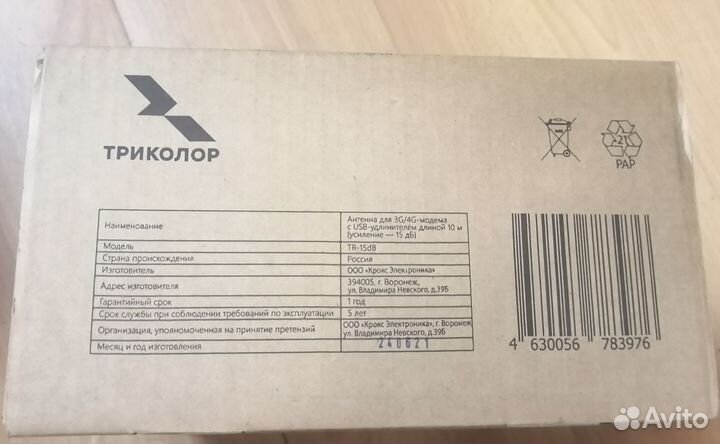 ТРИКОЛОР
21
PAP
Наименование
Антенна для 3G/4G-модема
с USB-удлинителем длиной 10 м
(усиление — 15 дБ)
Модель
TR-15dB
Страна происхождения
Россия
Изготовитель
ООО «Крокс Электроника»
Адрес изготовителя
394005, г. Воронеж,
ул. Владимира Невского, д.39Б
Гарантийный срок
1 год
Срок службы при соблюдении требований по эксплуатации
5 лет
Организация, уполномоченная на принятие претензий
ООО «Крокс Электроника», г. Воронеж,
ул. Владимира Невского, д.39Б
Месяц и год изготовления
240621
4 630056 783976
Avito